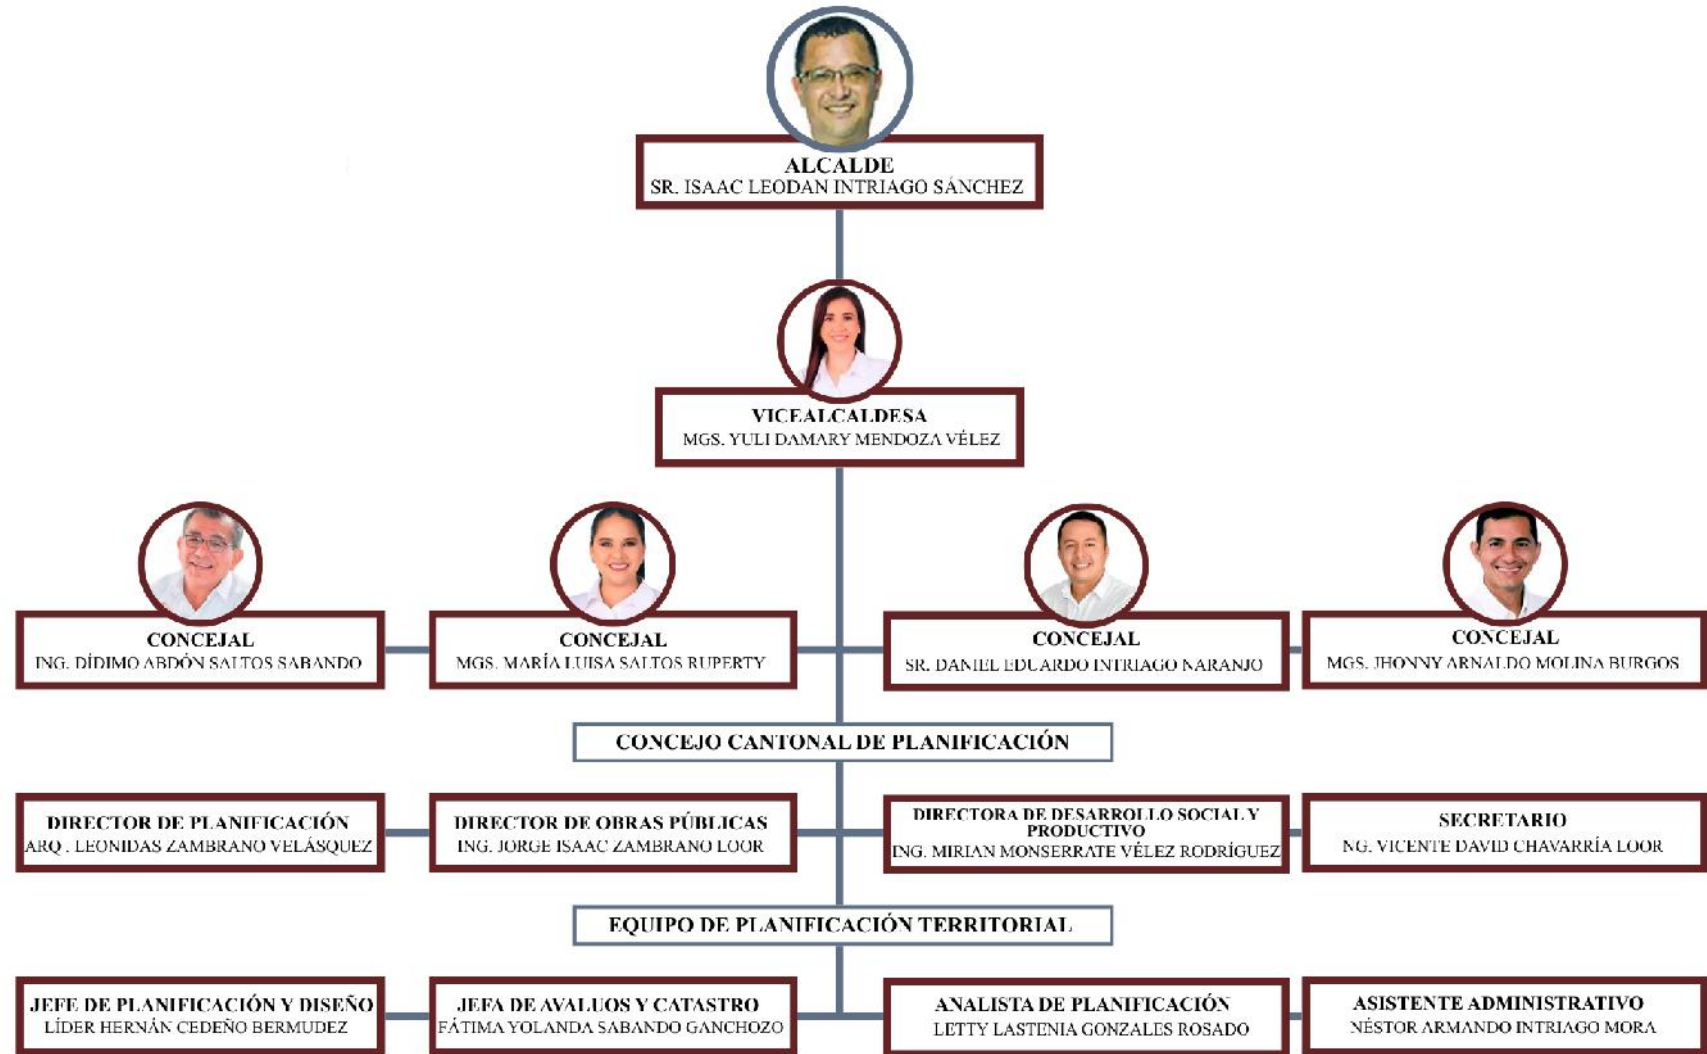 ALCALDE
SR. ISAAC LEODAN INTRIAGO SÁNCHEZ
VICEALCALDESA
MGS. YULI DAMARY MENDOZA VÉLEZ
CONCEJAL
ING. DÍDIMO ABDÓN SALTOS SABANDO
CONCEJAL
MGS. MARÍA LUISA SALTOS RUPERTY
CONCEJAL
SR. DANIEL EDUARDO INTRIAGO NARANJO
CONCEJAL
MGS. JHONNY ARNALDO MOLINA BURGOS
CONCEJO CANTONAL DE PLANIFICACIÓN
DIRECTOR DE PLANIFICACIÓN
ARQ . LEONIDAS ZAMBRANO VELÁSQUEZ
DIRECTOR DE OBRAS PÚBLICAS
ING. JORGE ISAAC ZAMBRANO LOOR
DIRECTORA DE DESARROLLO SOCIAL Y
PRODUCTIVO
ING. MIRIAN MONSERRATE VÉLEZ RODRÍGUEZ
SECRETARIO
NG. VICENTE DAVID CHAVARRÍA LOOR
EQUIPO DE PLANIFICACIÓN TERRITORIAL
JEFE DE PLANIFICACIÓN Y DISEÑO
LÍDER HERNÁN CEDEÑO BERMUDEZ
JEFA DE AVALUOS Y CATASTRO
FÁTIMA YOLANDA SABANDO GANCHOZO
ANALISTA DE PLANIFICACIÓN
LETTY LASTENIA GONZALES ROSADO
ASISTENTE ADMINISTRATIVO
NÉSTOR ARMANDO INTRIAGO MORA